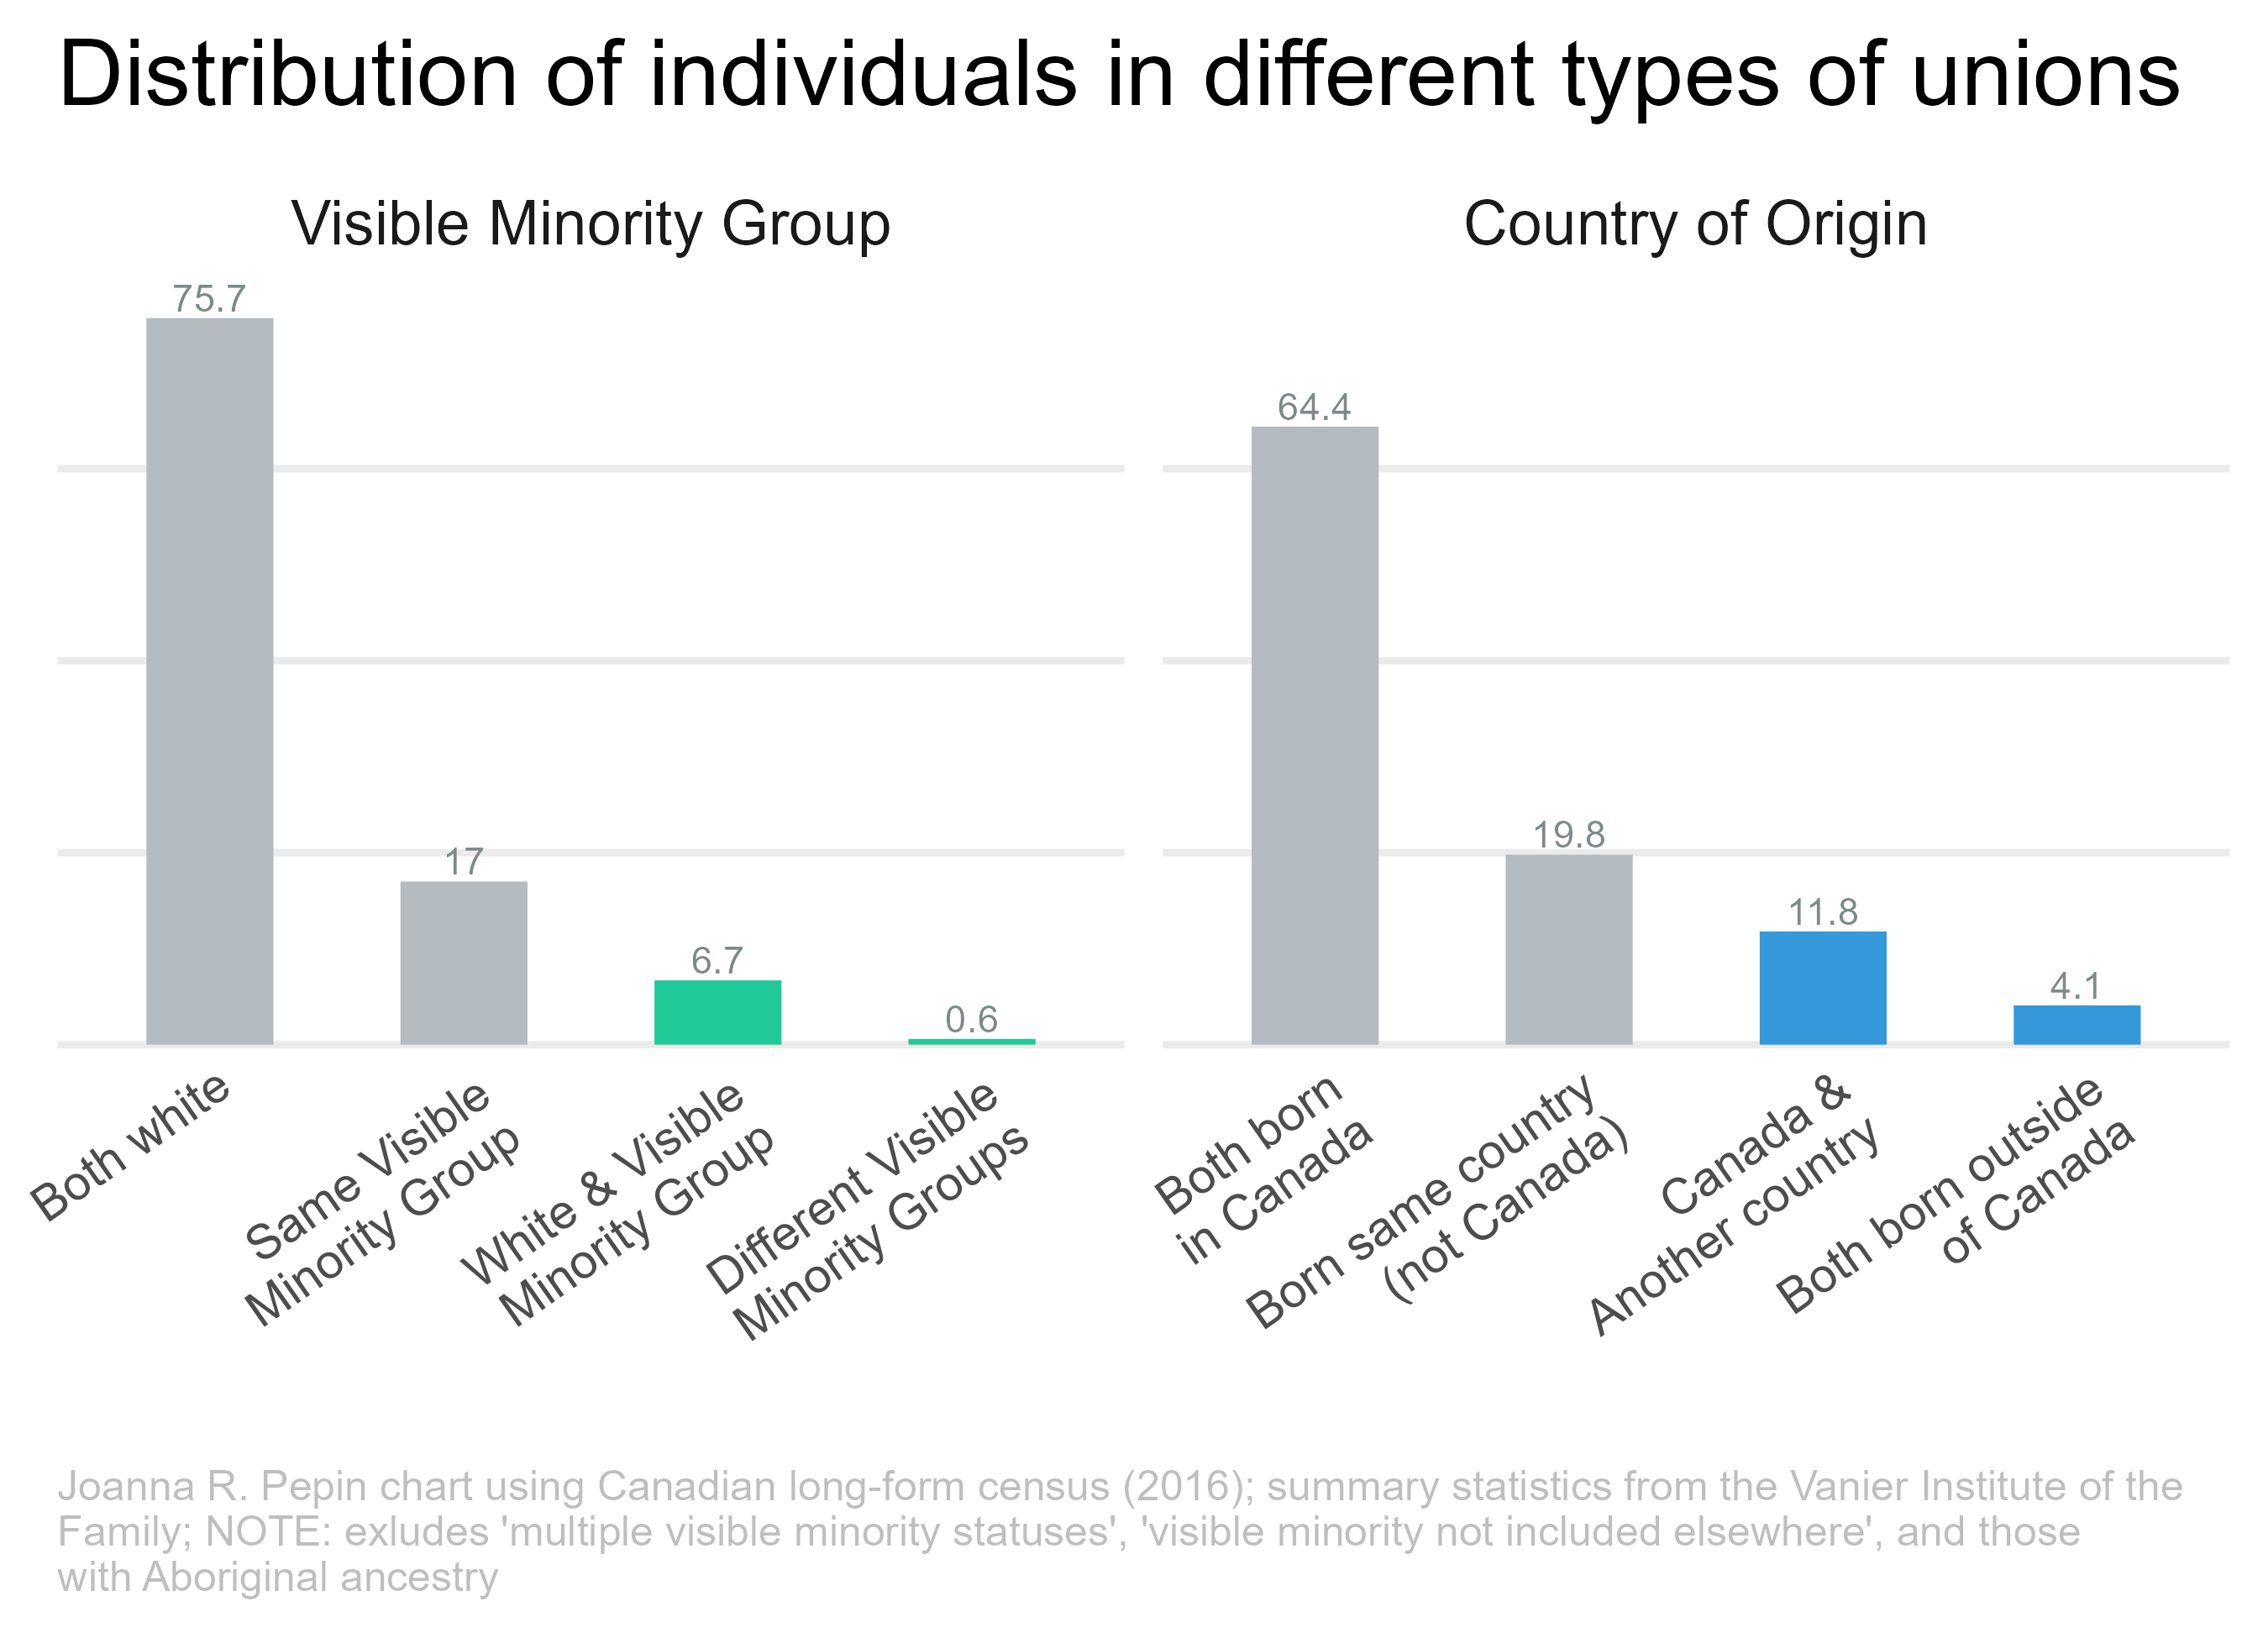 Distribution of individuals in different types of unions
Visible Minority Group
75.7
17
6.7
0.6
Both white
Same Visible
Minority Group
White & Visible
Minority Group
Different Visible
Minority Groups
Country of Origin
64.4
19.8
11.8
4.1
Both born
in Canada
Born same country
(not Canada)
Canada &
Another country
Both born outside
of Canada
Joanna R. Pepin chart using Canadian long-form census (2016); summary statistics from the Vanier Institute of the
Family; NOTE: exludes 'multiple visible minority statuses', 'visible minority not included elsewhere', and those
with Aboriginal ancestry